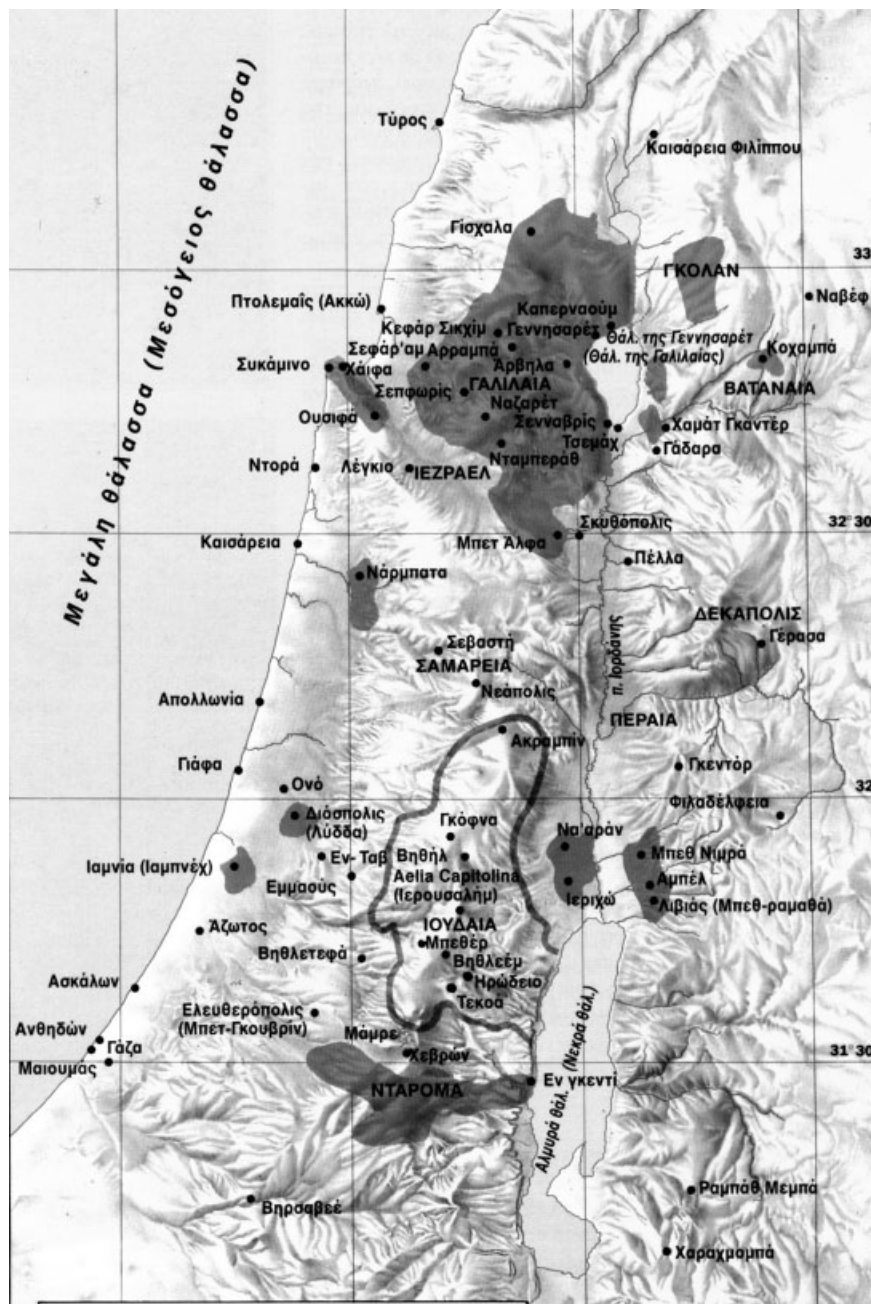 Μεγάλη θάλασσα (Μεσόγειος θάλασσα)
Τύρος
Καισάρεια Φιλίππου
Γίσχαλα
33
ΓΚΟΛΑΝ
Ναβέφ
Πτολεμαΐς (Ακκώ)
Καπερναούμ
Κεφάρ Σικχίμ
Γεννησαρέτ
Θάλ. της Γεννησαρέτ
(Θάλ. της Γαλιλαίας)
Κοχαμπά
Σεφάρ'αμ
Αρραμπά
Συκάμινο
Χάιφα
Άρβηλα
ΒΑΤΑΝΑΙΑ
Σεπφωρίς
ΓΑΛΙΛΑΙΑ
Ουσιφά
Ναζαρέτ
Σενναβρίς
Χαμάτ Γκαντέρ
Τσεμάχ
Νταμπεράθ
Γάδαρα
Ντορά
Λέγκιο
ΙΕΖΡΑΕΛ
Καισάρεια
Μπετ Άλφα
Σκυθόπολις
32° 30
Πέλλα
Νάρμπατα
ΔΕΚΑΠΟΛΙΣ
Γέρασα
Σεβαστή
ΣΑΜΑΡΕΙΑ
Νεάπολις
π. Ιορδάνης
Απολλωνία
ΠΕΡΑΙΑ
Ακραμπίν
Γιάφα
Γκεντόρ
Ονό
32
Φιλαδέλφεια
Διάσπολις
(Λύδδα)
Γκόφνα
Να'αράν
Ιαμνία (Ιαμπνέχ)
Εν- Ταβ
Βηθήλ
Μπεθ Νιμρά
Εμμαούς
Aelia Capitolina
(Ιερουσαλήμ)
Αμπέλ
Ιεριχώ
Λιβιάς (Μπεθ-ραμαθά)
ΙΟΥΔΑΙΑ
Άζωτος
Μπεθέρ
Βηθλετεφά
Βηθλεέμ
Ηρώδειο
Ασκάλων
Τεκοά
Ελευθερόπολις
(Μπετ-Γκουβρίν)
Ανθηδών
Γάζα
Μαιουμάς
Μάμρε
Χεβρών
31° 30
ΝΤΑΡΟΜΑ
Εν γκεντί
Αλμυρά θάλ. (Νεκρά θάλ.)
Βηρσαβεέ
Ραμπάθ Μεμπά
Χαραχμομπά